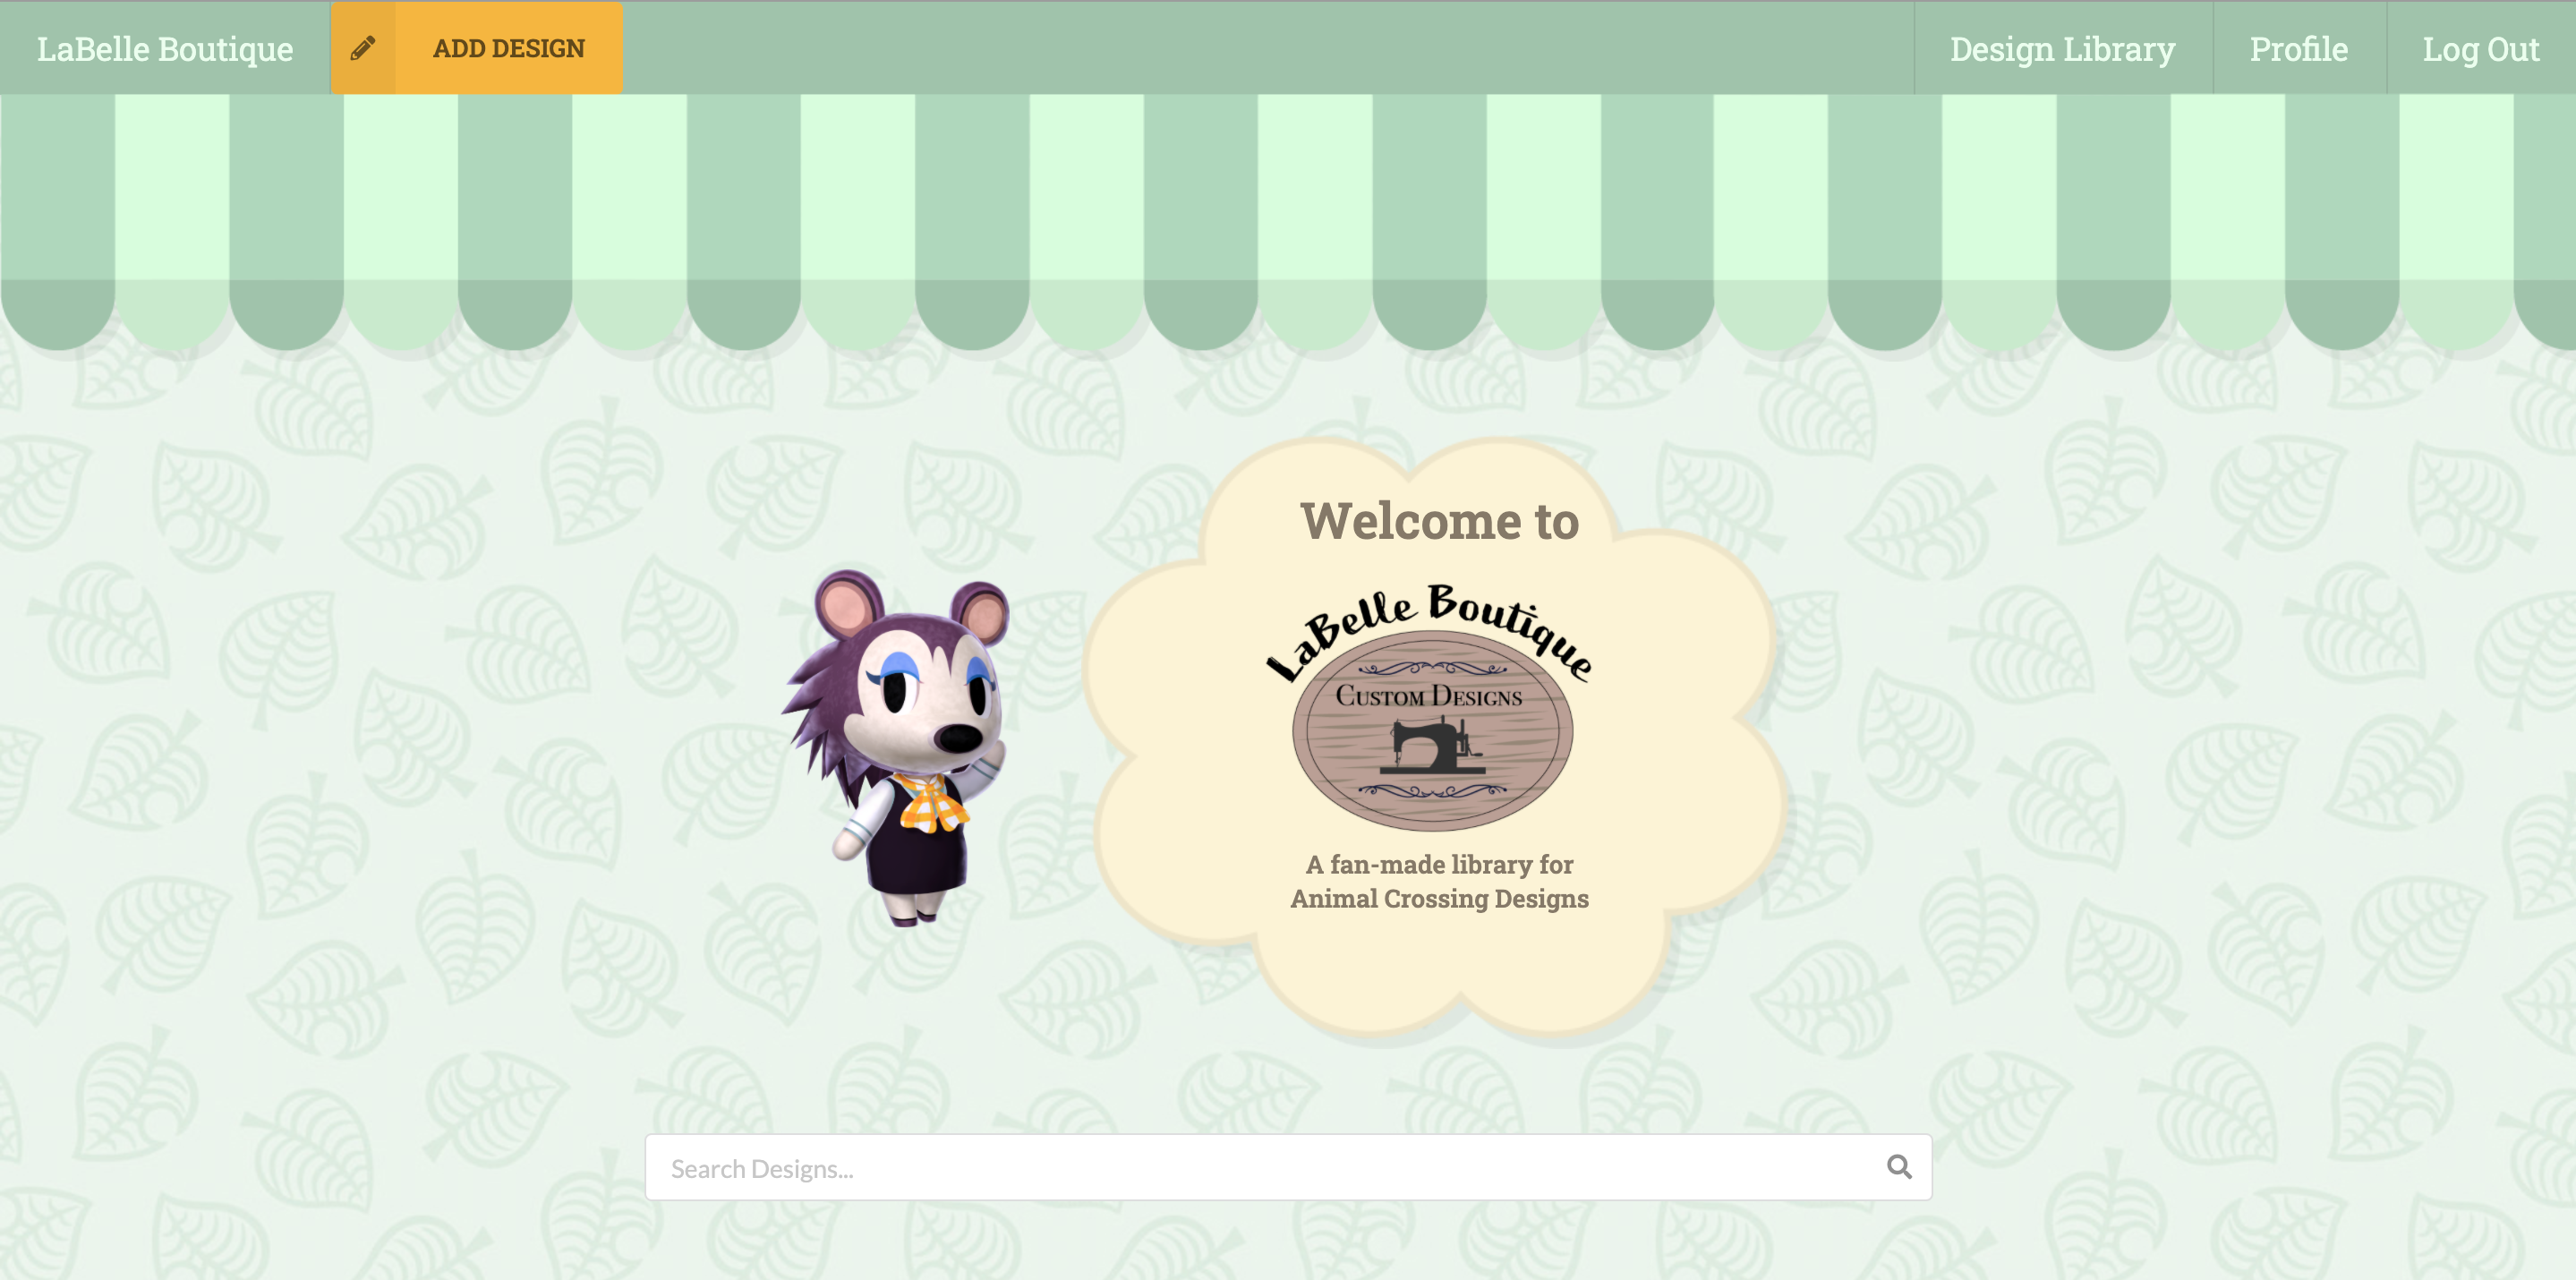 LaBelle Boutique
ADD DESIGN
Design Library
Profile
Log Out
Welcome to
LaBelle Boutique
Custom Designs
A fan-made library for
Animal Crossing Designs
Search Designs...